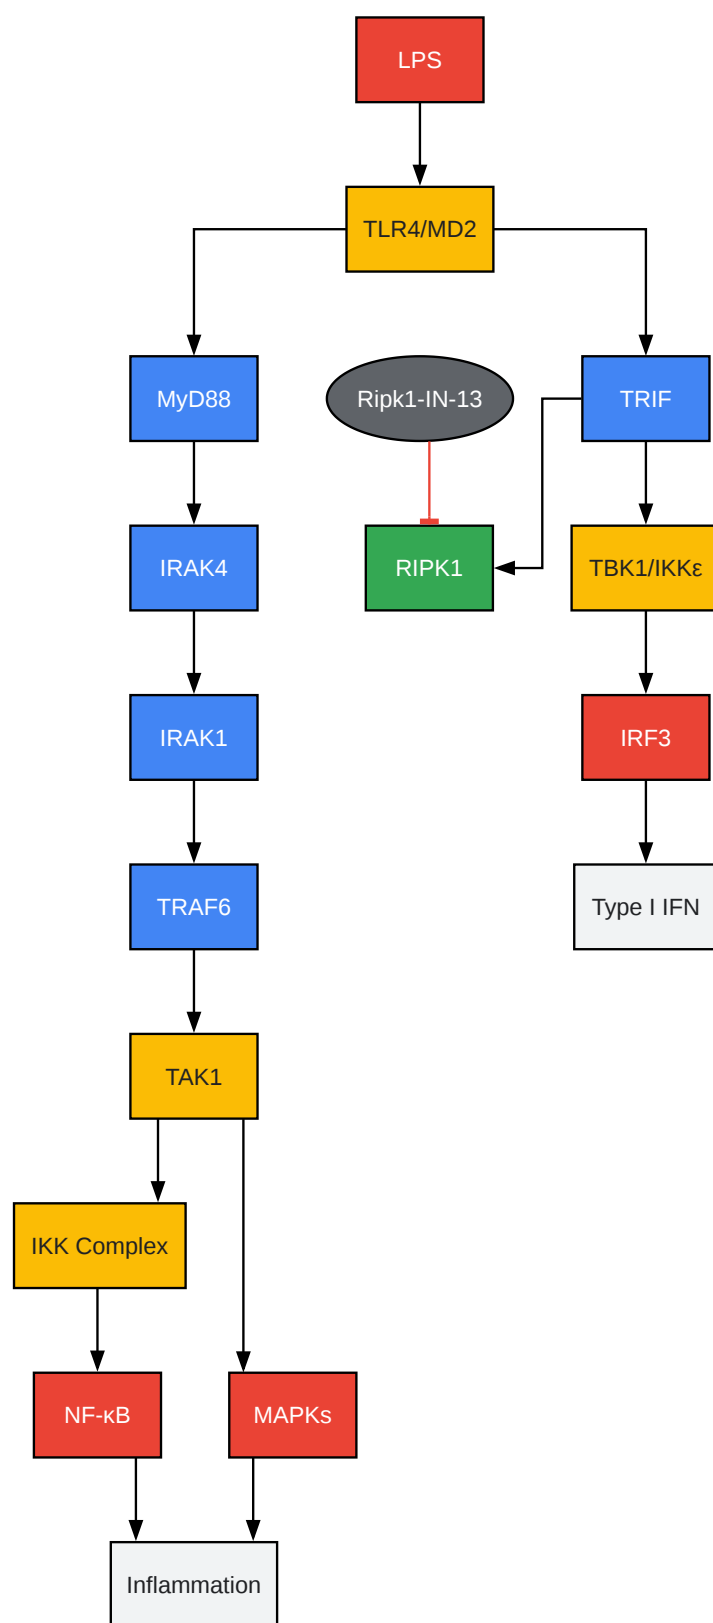 LPS
TLR4/MD2
MyD88
Ripk1-IN-13
TRIF
IRAK4
RIPK1
TBK1/IKKε
IRAK1
IRF3
TRAF6
Type I IFN
TAK1
IKK Complex
NF-κB
MAPKs
Inflammation